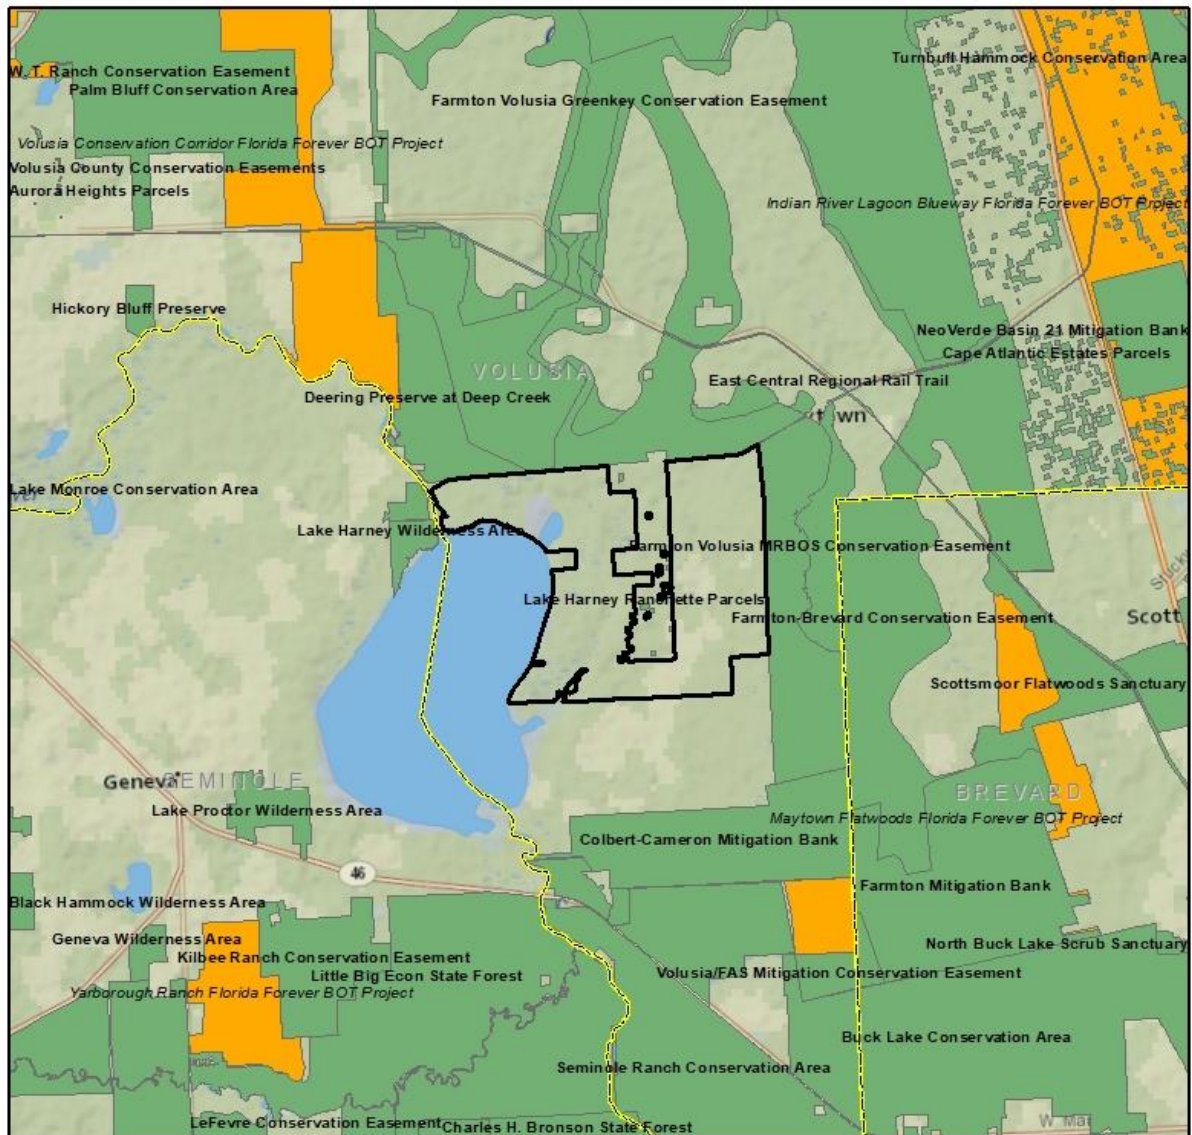 Turnbull Hammock Conservation Area
W. T. Ranch Conservation Easement
Palm Bluff Conservation Area
Farmton Volusia Greenkey Conservation Easement
Volusia Conservation Corridor Florida Forever BOT Project
Volusia County Conservation Easements
Aurora Heights Parcels
Indian River Lagoon Blueway Florida Forever BOT Project
Hickory Bluff Preserve
NeoVerde Basin 21 Mitigation Bank
Cape Atlantic Estates Parcels
VOLUSIA
East Central Regional Rail Trail
Deering Preserve at Deep Creek
Lake Monroe Conservation Area
Lake Harney Wilderness Area
Farmton Volusia MRBOS Conservation Easement
Lake Harney Ranchette Parcels
Farmton-Brevard Conservation Easement
Scott
Scottsmoor Flatwoods Sanctuary
Geneva
SEMINOLE
BREVARD
Lake Proctor Wilderness Area
Maytown Flatwoods Florida Forever BOT Project
Colbert-Cameron Mitigation Bank
46
Farmton Mitigation Bank
Black Hammock Wilderness Area
Geneva Wilderness Area
North Buck Lake Scrub Sanctuary
Kilbee Ranch Conservation Easement
Little Big Econ State Forest
Volusia/FAS Mitigation Conservation Easement
Yarborough Ranch Florida Forever BOT Project
Buck Lake Conservation Area
Seminole Ranch Conservation Area
LeFevre Conservation Easement
Charles H. Bronson State Forest